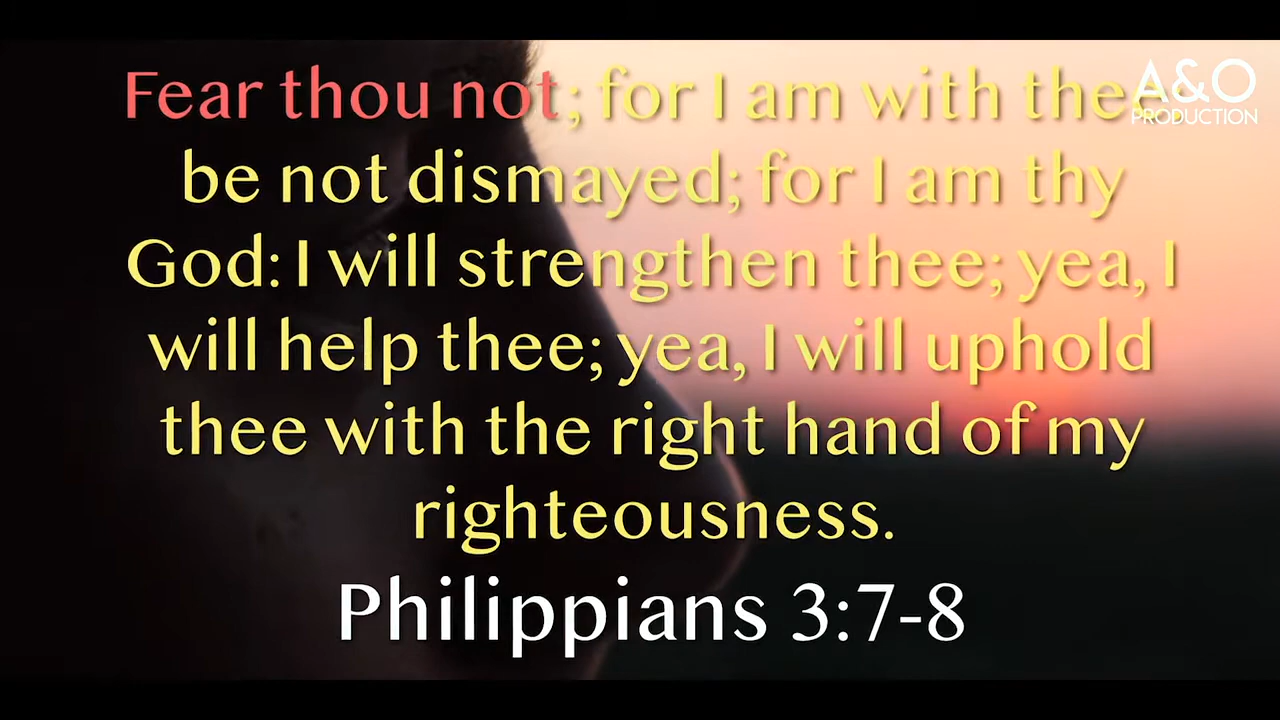 Fear thou not; for I am with thee
be not dismayed; for I am thy
God: I will strengthen thee; yea, I
will help thee; yea, I will uphold
thee with the right hand of my
righteousness.
Philippians 3:7-8
A&O
PRODUCTION